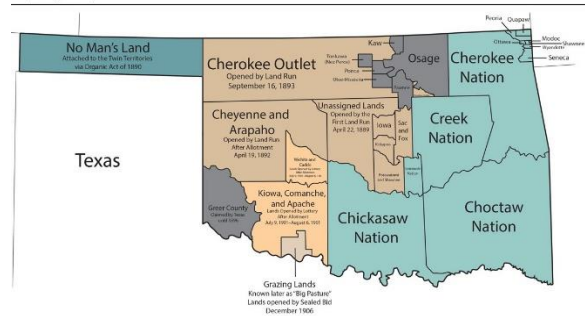 No Man's Land
Attached to the Twin Territories
via Organic Act of 1890
Cherokee Outlet
Opened by Land Run
September 16, 1893
Kaw
Osage
Peoria
Quapaw
Modoc
Shawnee
Ottawa
Wyandotte
Seneca
Cherokee
Nation
Tonkawa
(Nez Perce)
Ponca
Otoe-Missouria
Pawnee
Cheyenne and
Arapaho
Opened by Land Run
After Allotment
April 19, 1892
Unassigned Lands
Opened by the
First Land Run
April 22, 1889
Iowa
Sac
and
Fox
Kickapoo
Creek
Nation
Texas
Wichita and
Caddo
Kiowa, Comanche,
and Apache
Lands Opened by Lottery
After Allotment
Greer County
Chickasaw
Nation
Choctaw
Nation
Grazing Lands
Known later as "Big Pasture"
Lands opened by Sealed Bid
December 1906